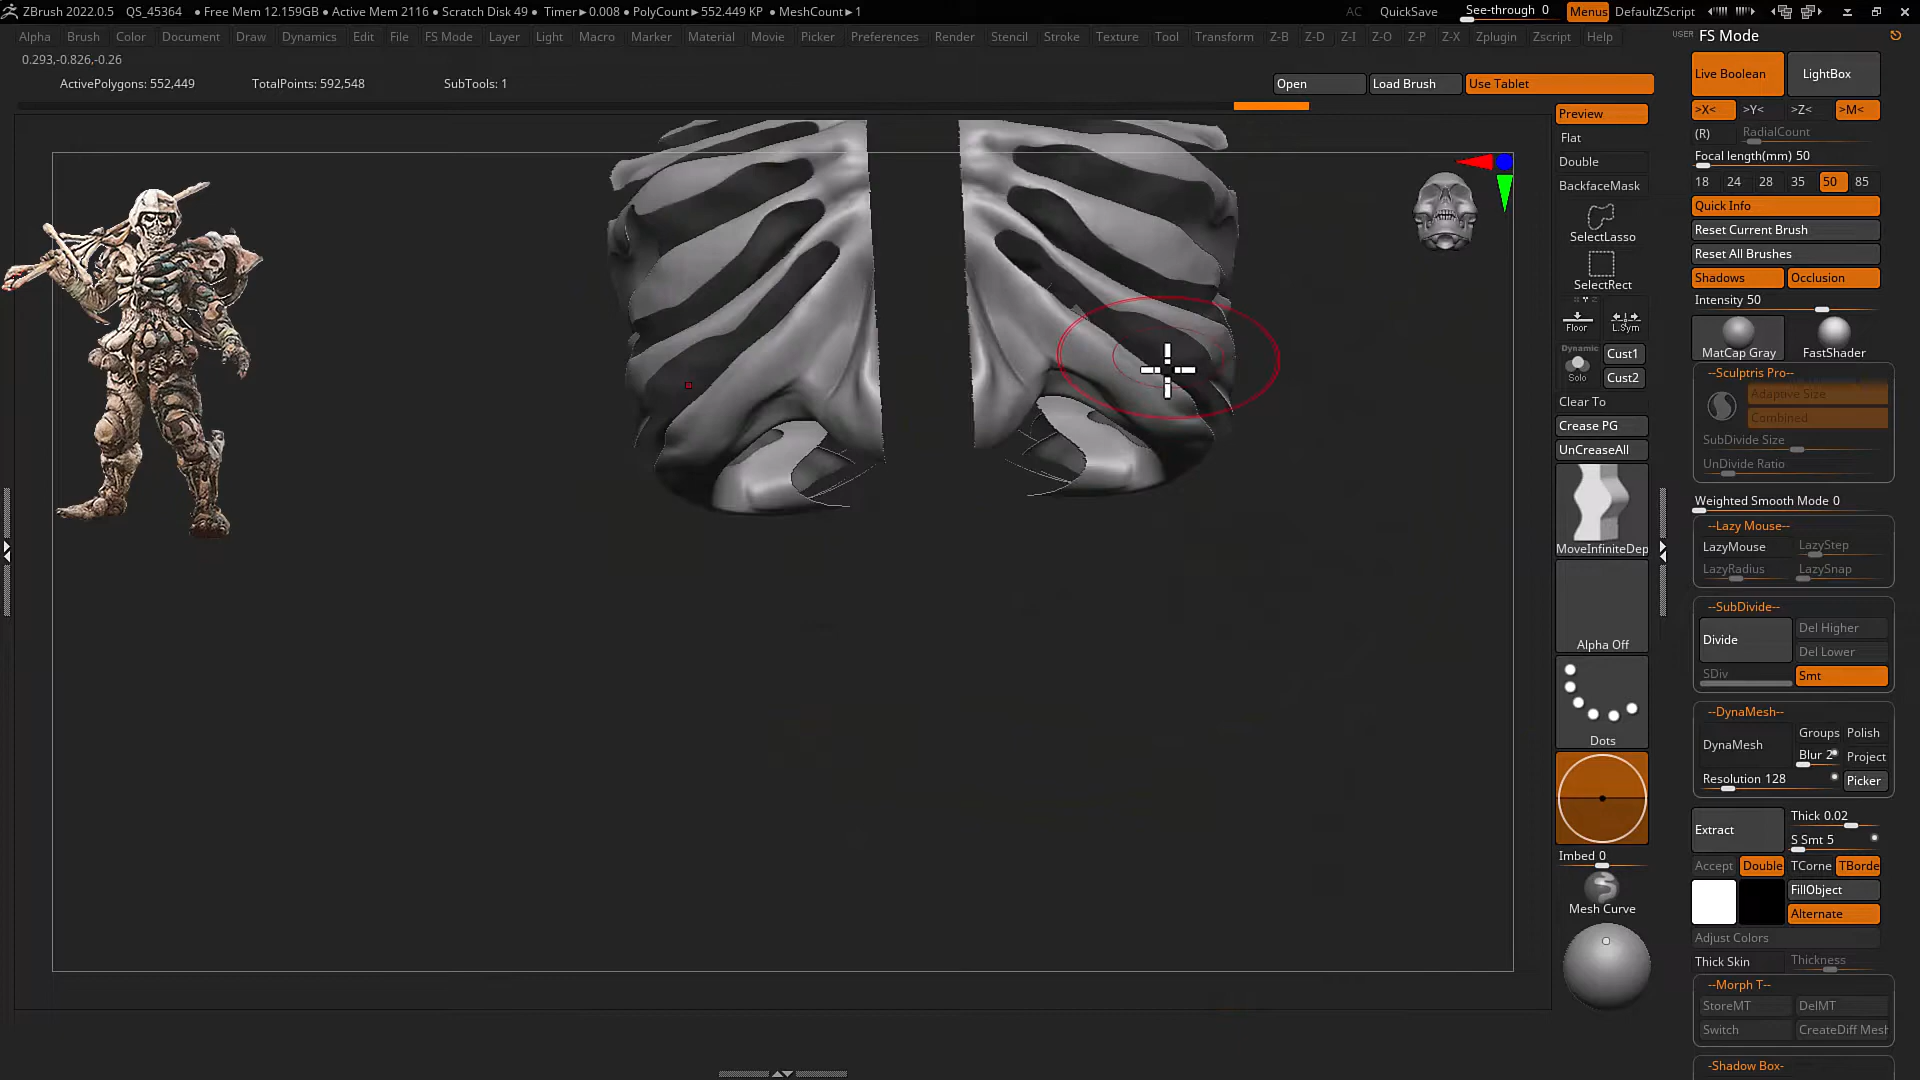 ZBrush 2022.0.5 QS_45364 ● Free Mem 12.159GB ● Active Mem 2116 ● Scratch Disk 49 ● Timer►0.008 ● PolyCount►552.449 KP ● MeshCount►1 AC QuickSave See-through 0 Menus DefaultZScript
Alpha Brush Color Document Draw Dynamics Edit File FS Mode Layer Light Macro Marker Material Movie Picker Preferences Render Stencil Stroke Texture Tool Transform Z-B Z-D Z-I Z-O Z-P Z-X Zplugin Zscript Help
0.293,-0.826,-0.26
ActivePolygons: 552,449 TotalPoints: 592,548 SubTools: 1 Open Load Brush Use Tablet
Preview
Flat
Double
BackfaceMask
SelectLasso
SelectRect
Floor L.Sym
Dynamic
Solo
Cust1
Cust2
Clear To
Crease PG
UnCreaseAll
MoveInfiniteDep
Alpha Off
Dots
Imbed 0
Mesh Curve
USER FS Mode
Live Boolean LightBox
>X< >Y< >Z< >M<
(R) RadialCount
Focal length(mm) 50
18 24 28 35 50 85
Quick Info
Reset Current Brush
Reset All Brushes
Shadows Occlusion
Intensity 50
MatCap Gray FastShader
--Sculptris Pro--
Adaptive Size
Combined
SubDivide Size
UnDivide Ratio
Weighted Smooth Mode 0
--Lazy Mouse--
LazyMouse LazyStep
LazyRadius LazySnap
--SubDivide--
Divide Del Higher
Del Lower
SDiv Smt
--DynaMesh--
DynaMesh Groups Polish
Blur 2 Project
Resolution 128 Picker
Extract Thick 0.02
S Smt 5
Accept Double TCorne TBorde
FillObject
Alternate
Adjust Colors
Thick Skin Thickness
--Morph T--
StoreMT DelMT
Switch CreateDiff Mesh
--Shadow Box-